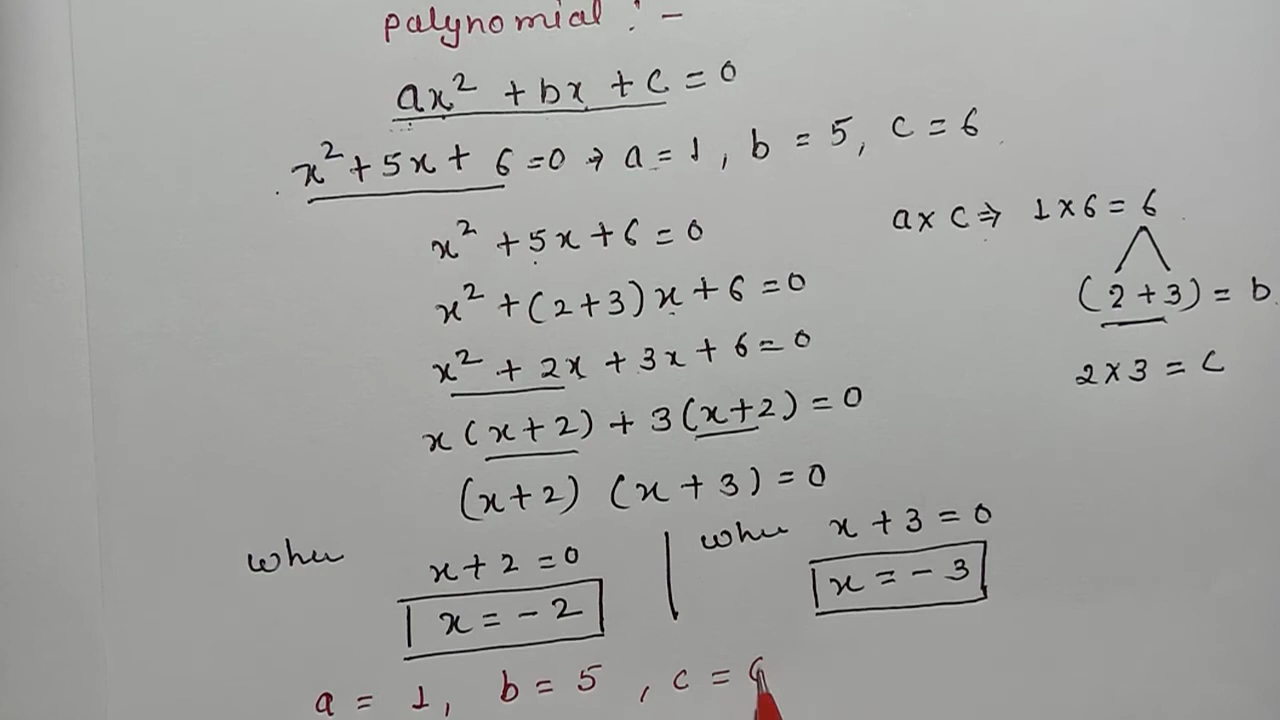 palynomial : -
ax² + bx + c = 0
x² + 5x + 6 = 0 ⇒ a = 1, b = 5, c = 6
x² + 5x + 6 = 0
a x c ⇒ 1 x 6 = 6
x² + (2+3) x + 6 = 0
(2 + 3) = b
x² + 2x + 3x + 6 = 0
2 x 3 = c
x (x+2) + 3 (x+2) = 0
(x+2) (x + 3) = 0
when x + 2 = 0
x = - 2
when x + 3 = 0
x = - 3
a = 1, b = 5, c =